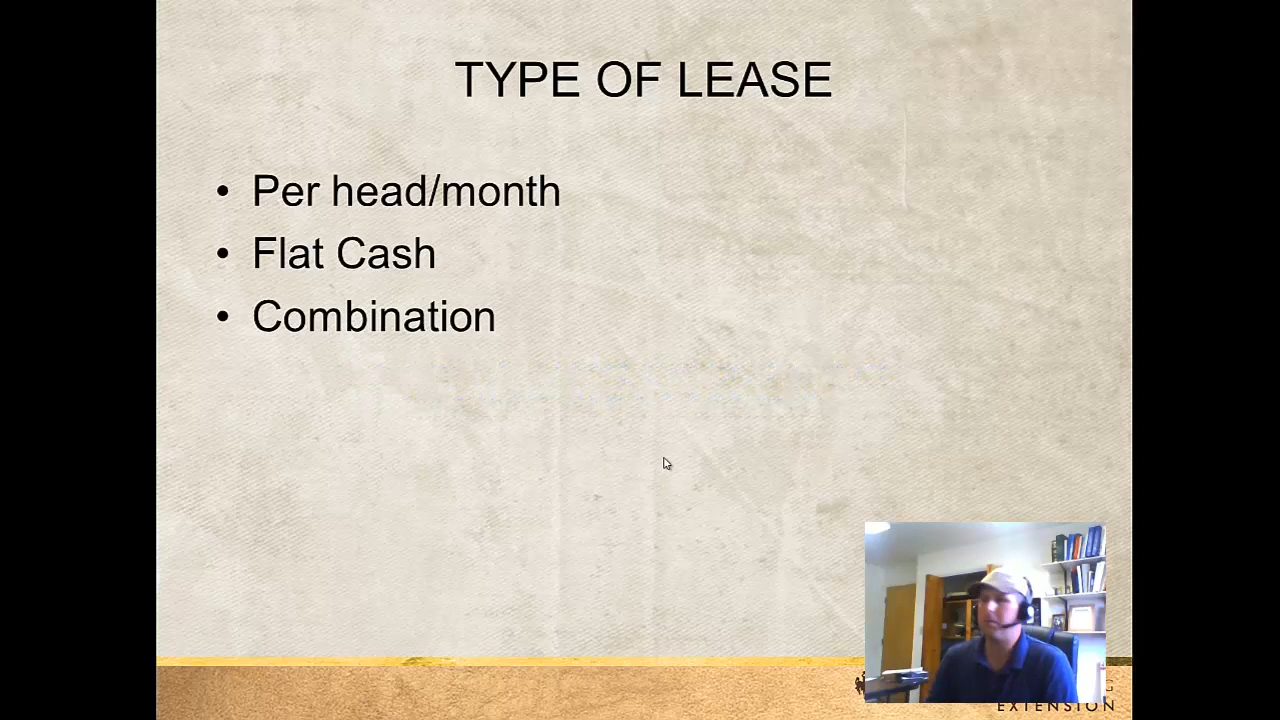 TYPE OF LEASE
• Per head/month
• Flat Cash
• Combination
EXTENSION